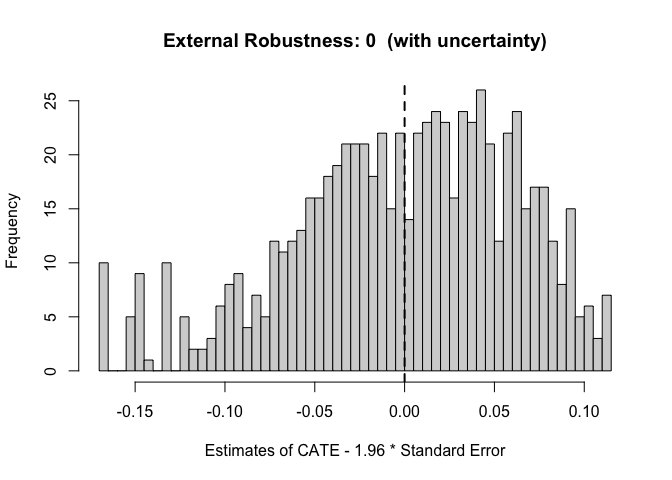 External Robustness: 0  (with uncertainty)
25
20
15
10
5
0
Frequency
-0.15 -0.10 -0.05 0.00 0.05 0.10
Estimates of CATE - 1.96 * Standard Error